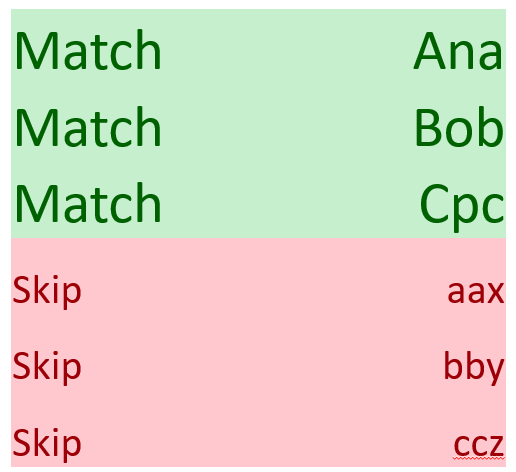 Match Ana
Match Bob
Match Cpc
Skip aax
Skip bby
Skip ccz